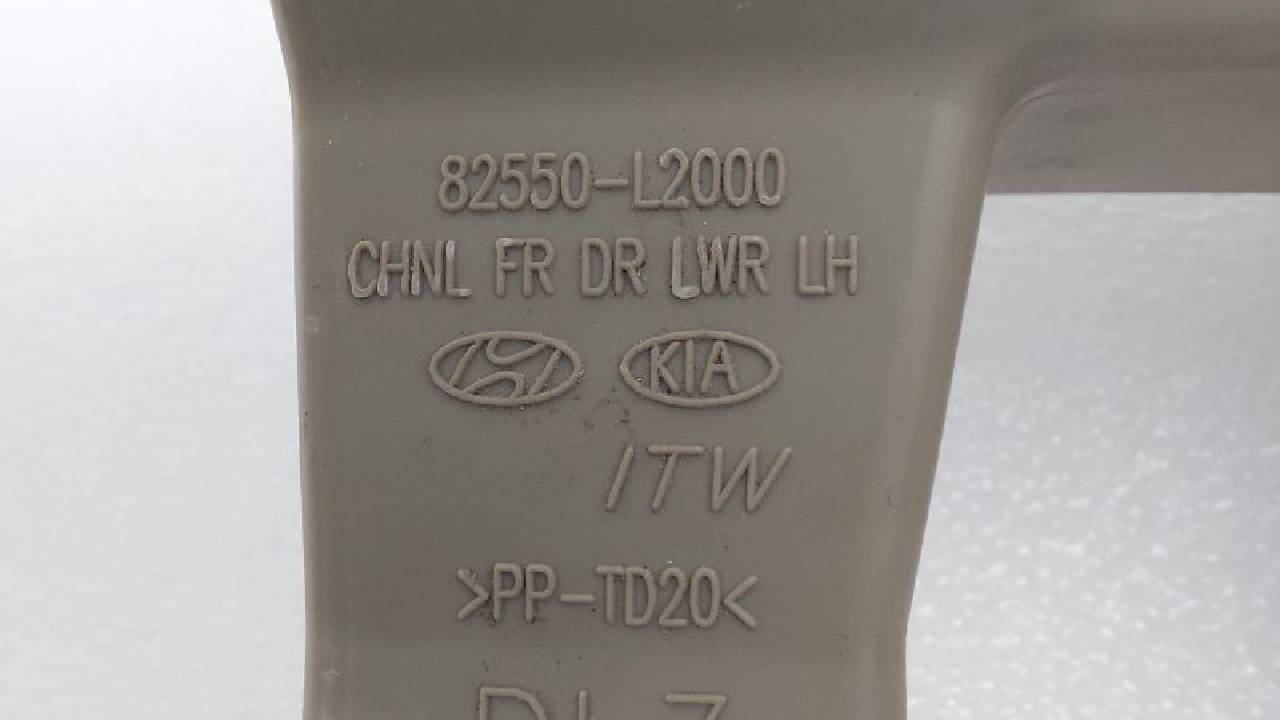 82550-L2000
CHNL FR DR LWR LH
KIA
ITW
>PP-TD20<